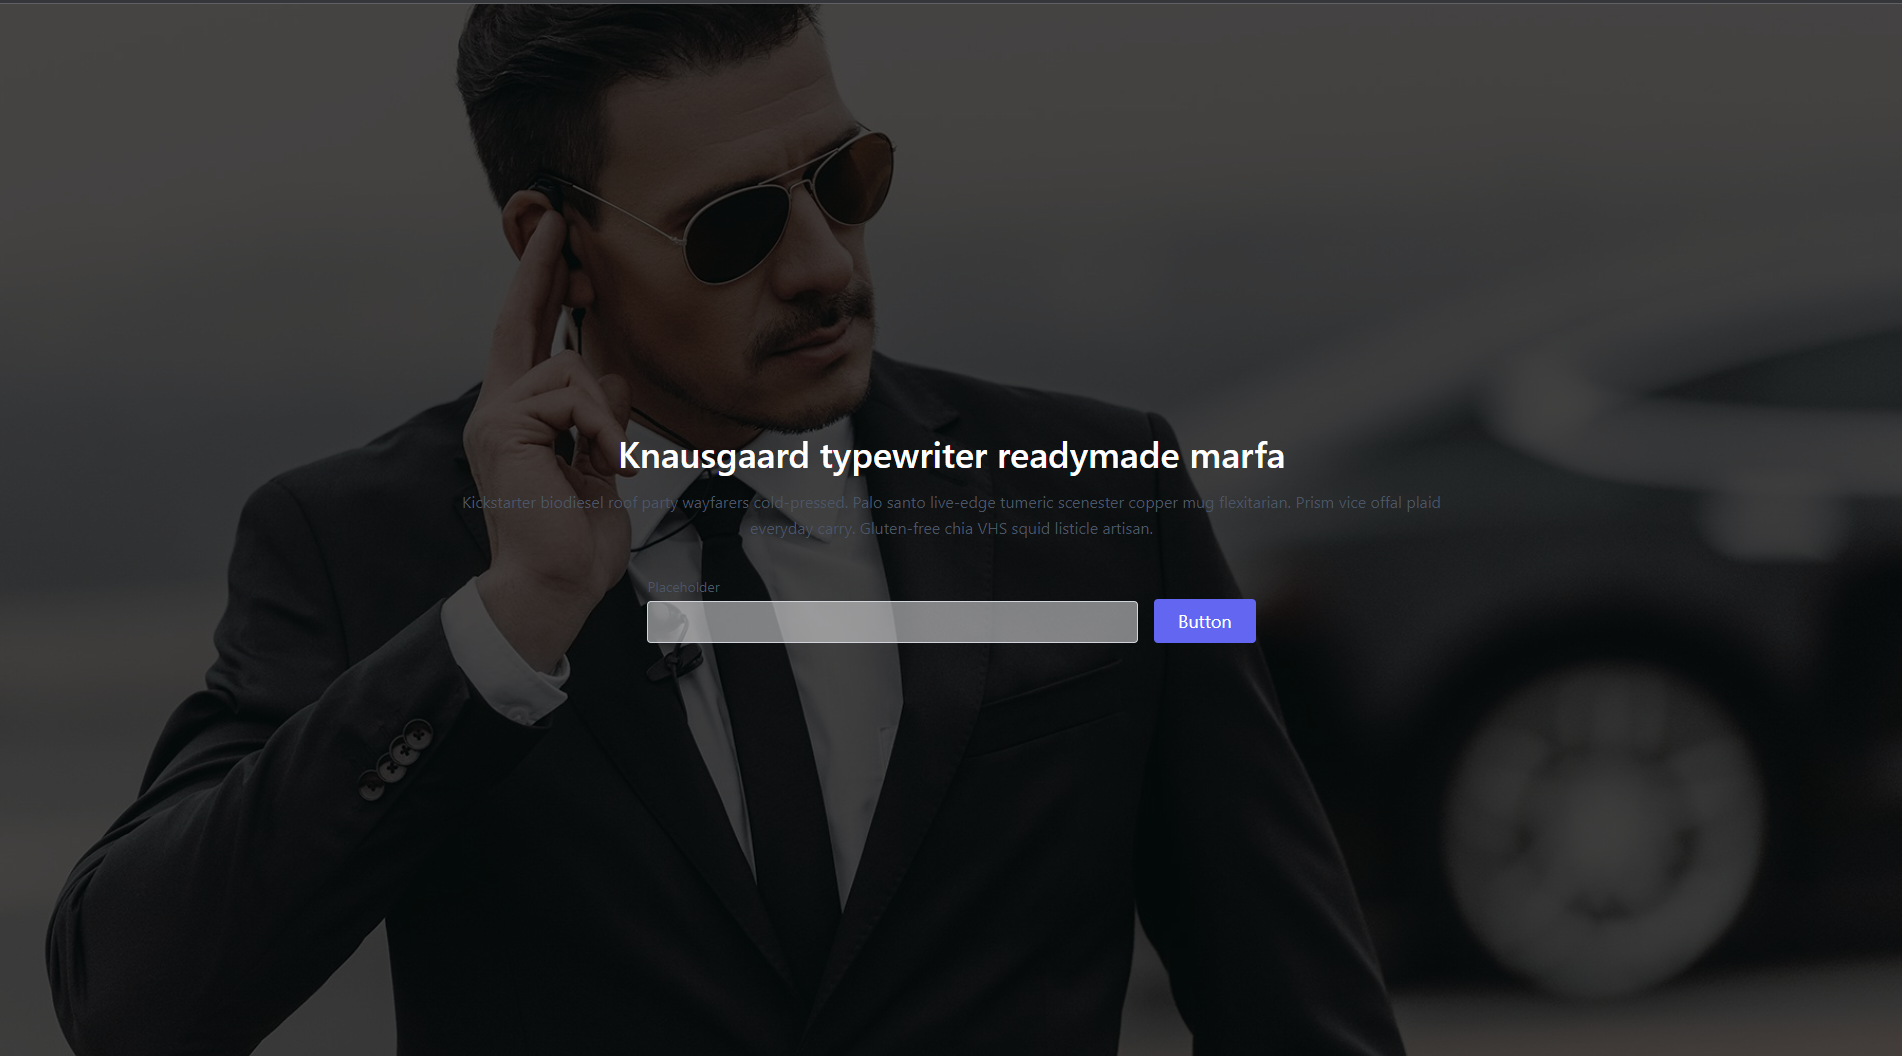 Knausgaard typewriter readymade marfa
Kickstarter biodiesel roof party wayfarers cold-pressed. Palo santo live-edge tumeric scenester copper mug flexitarian. Prism vice offal plaid
everyday carry. Gluten-free chia VHS squid listicle artisan.
Placeholder
Button